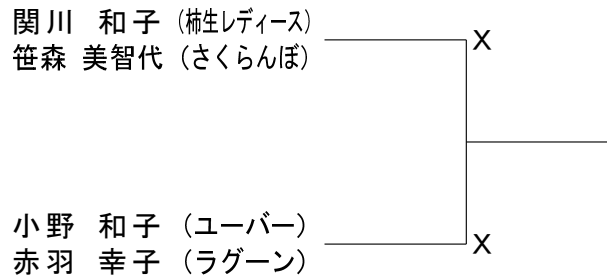 関川 和子 (柿生レディース)
笹森 美智代 (さくらんぼ)
X
小野 和子 (ユーバー)
赤羽 幸子 (ラグーン)
X